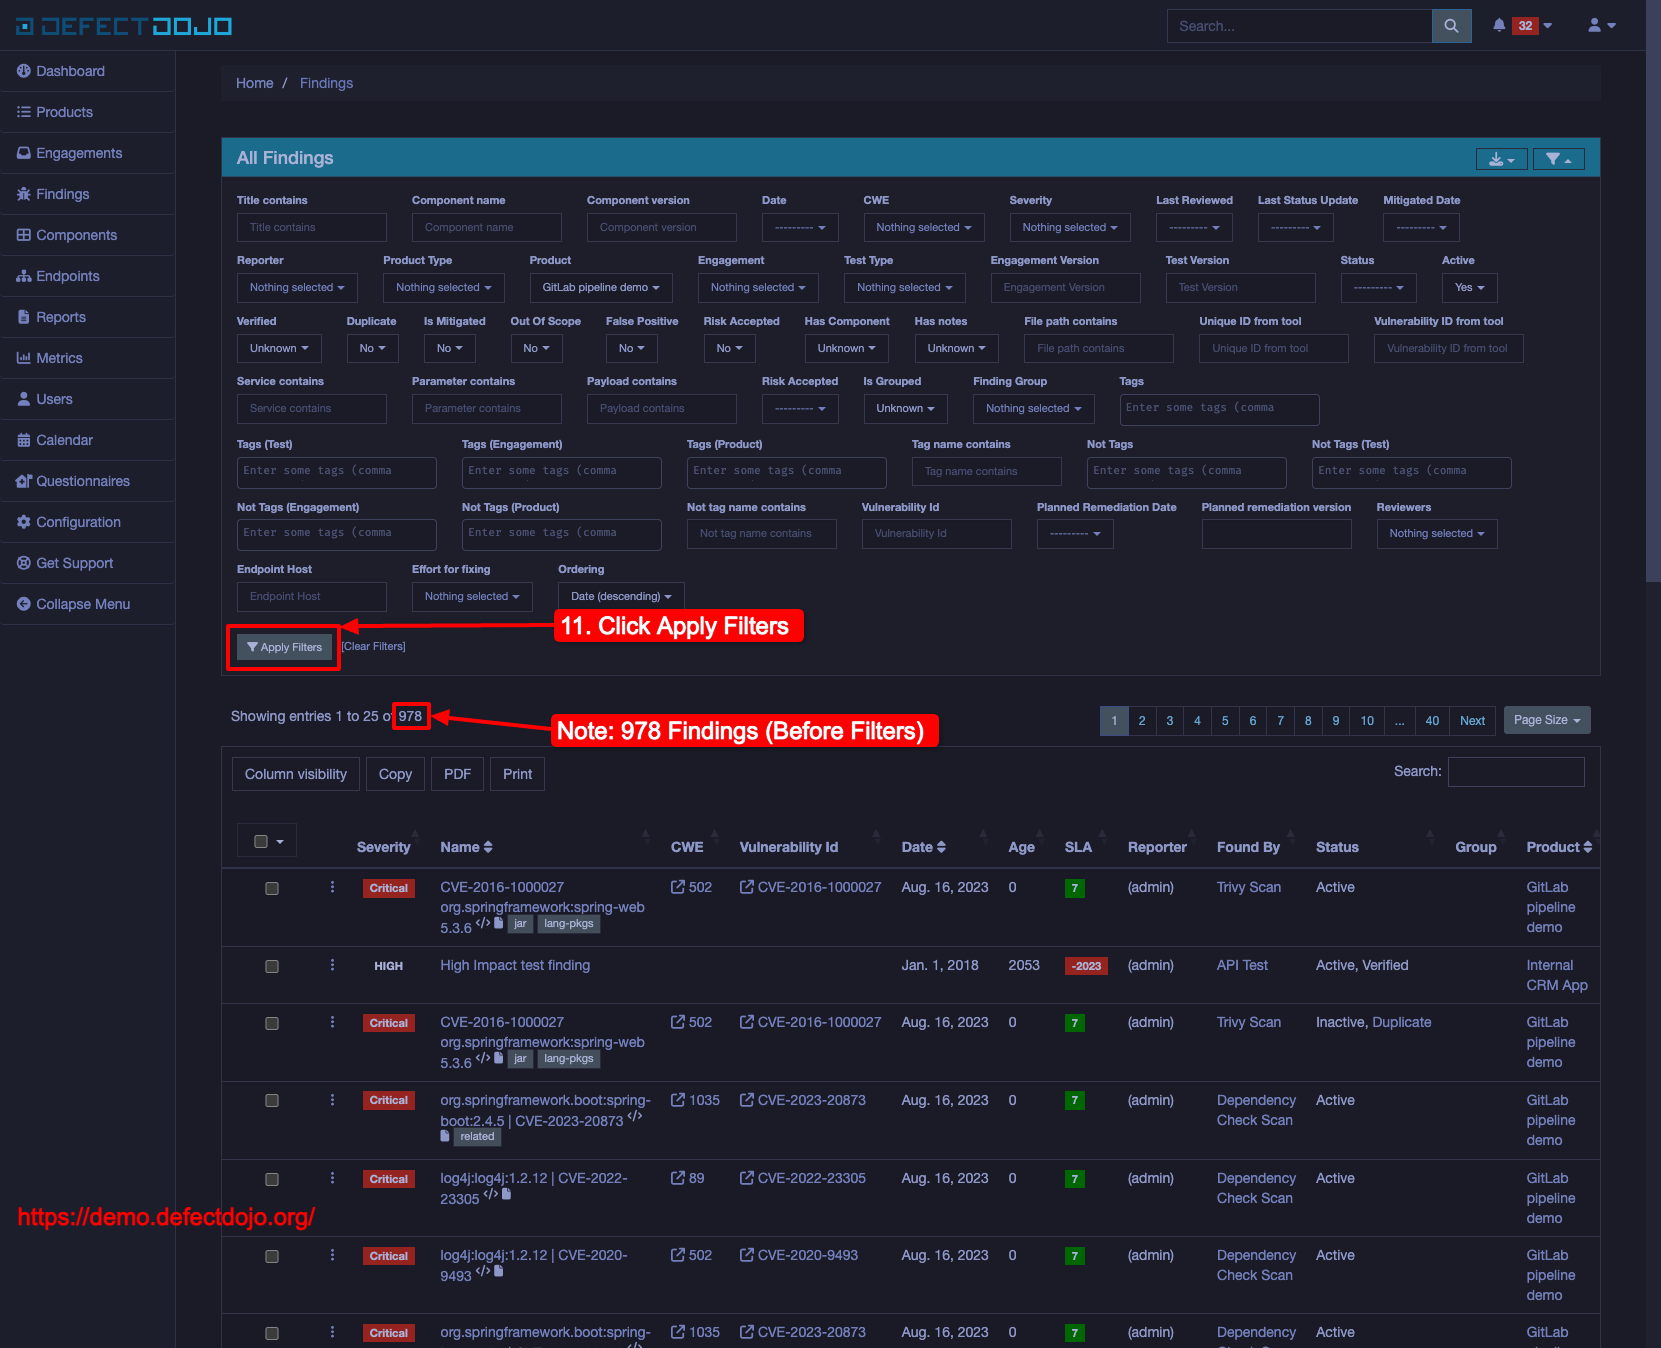 DEFECTDOJO
Search...
32
Dashboard
Products
Engagements
Findings
Components
Endpoints
Reports
Metrics
Users
Calendar
Questionnaires
Configuration
Get Support
Collapse Menu
Home / Findings
All Findings
Title contains Component name Component version Date CWE Severity Last Reviewed Last Status Update Mitigated Date
Title contains Component name Component version --------- Nothing selected Nothing selected --------- --------- ---------
Reporter Product Type Product Engagement Test Type Engagement Version Test Version Status Active
Nothing selected Nothing selected GitLab pipeline demo Nothing selected Nothing selected Engagement Version Test Version --------- Yes
Verified Duplicate Is Mitigated Out Of Scope False Positive Risk Accepted Has Component Has notes File path contains Unique ID from tool Vulnerability ID from tool
Unknown No No No No No Unknown Unknown File path contains Unique ID from tool Vulnerability ID from tool
Service contains Parameter contains Payload contains Risk Accepted Is Grouped Finding Group Tags
Service contains Parameter contains Payload contains --------- Unknown Nothing selected Enter some tags (comma
Tags (Test) Tags (Engagement) Tags (Product) Tag name contains Not Tags Not Tags (Test)
Enter some tags (comma Enter some tags (comma Enter some tags (comma Tag name contains Enter some tags (comma Enter some tags (comma
Not Tags (Engagement) Not Tags (Product) Not tag name contains Vulnerability Id Planned Remediation Date Planned remediation version Reviewers
Enter some tags (comma Enter some tags (comma Not tag name contains Vulnerability Id --------- Nothing selected
Endpoint Host Effort for fixing Ordering
Endpoint Host Nothing selected Date (descending)
11. Click Apply Filters
Apply Filters [Clear Filters]
Showing entries 1 to 25 of 978
Note: 978 Findings (Before Filters)
1 2 3 4 5 6 7 8 9 10 ... 40 Next Page Size
Column visibility Copy PDF Print Search:
Severity Name CWE Vulnerability Id Date Age SLA Reporter Found By Status Group Product
Critical CVE-2016-1000027 502 CVE-2016-1000027 Aug. 16, 2023 0 7 (admin) Trivy Scan Active GitLab
org.springframework:spring-web pipeline
5.3.6 jar lang-pkgs demo
HIGH High Impact test finding Jan. 1, 2018 2053 -2023 (admin) API Test Active, Verified Internal
CRM App
Critical CVE-2016-1000027 502 CVE-2016-1000027 Aug. 16, 2023 0 7 (admin) Trivy Scan Inactive, Duplicate GitLab
org.springframework:spring-web pipeline
5.3.6 jar lang-pkgs demo
Critical org.springframework.boot:spring- 1035 CVE-2023-20873 Aug. 16, 2023 0 7 (admin) Dependency Active GitLab
boot:2.4.5 | CVE-2023-20873 Check Scan pipeline
related demo
Critical log4j:log4j:1.2.12 | CVE-2022- 89 CVE-2022-23305 Aug. 16, 2023 0 7 (admin) Dependency Active GitLab
23305 Check Scan pipeline
demo
https://demo.defectdojo.org/
Critical log4j:log4j:1.2.12 | CVE-2020- 502 CVE-2020-9493 Aug. 16, 2023 0 7 (admin) Dependency Active GitLab
9493 Check Scan pipeline
demo
Critical org.springframework.boot:spring- 1035 CVE-2023-20873 Aug. 16, 2023 0 7 (admin) Dependency Active GitLab